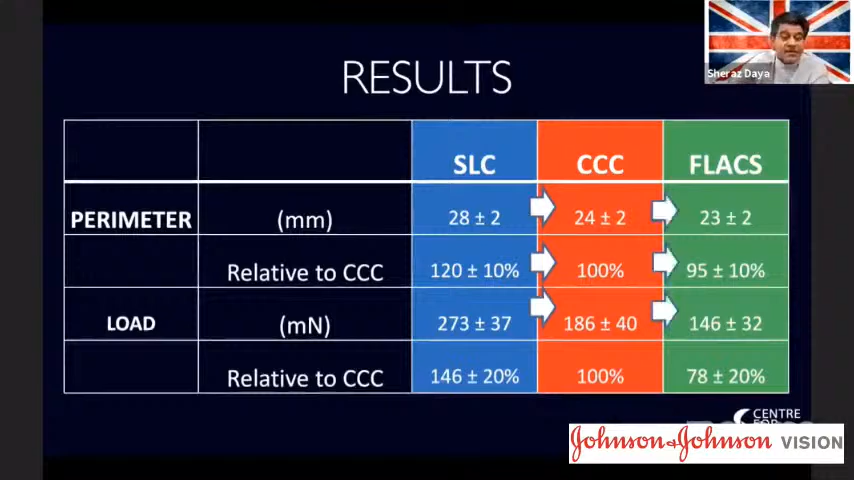 Sheraz Daya
RESULTS
SLC CCC FLACS
PERIMETER (mm) 28 ± 2 24 ± 2 23 ± 2
Relative to CCC 120 ± 10% 100% 95 ± 10%
LOAD (mN) 273 ± 37 186 ± 40 146 ± 32
Relative to CCC 146 ± 20% 100% 78 ± 20%
CENTRE
FOR
Johnson & Johnson VISION